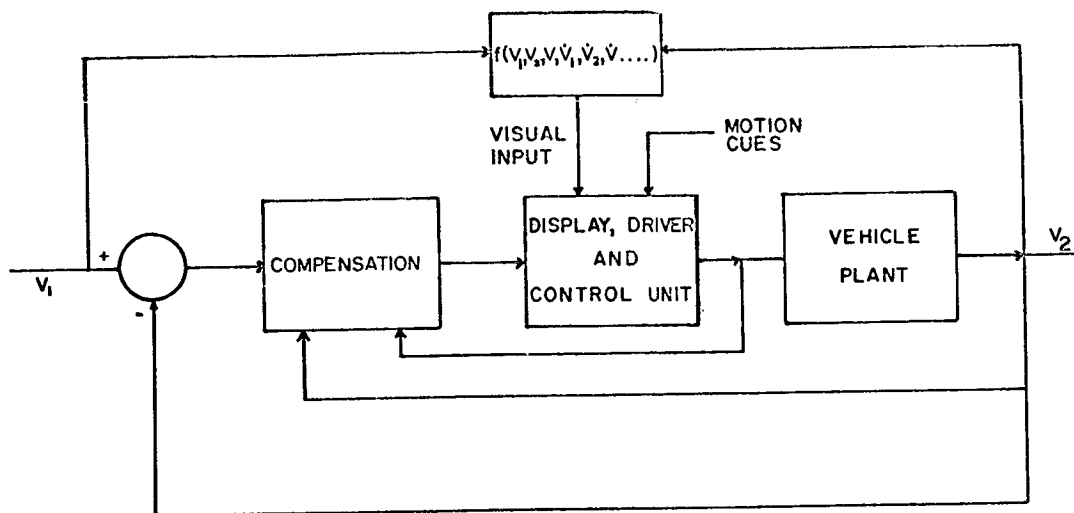 f(V₁,V₂,V,V̇₁,V̇₂,V̇....)
VISUAL
INPUT
MOTION
CUES
+
V₁
-
COMPENSATION
DISPLAY, DRIVER
AND
CONTROL UNIT
VEHICLE
PLANT
V₂